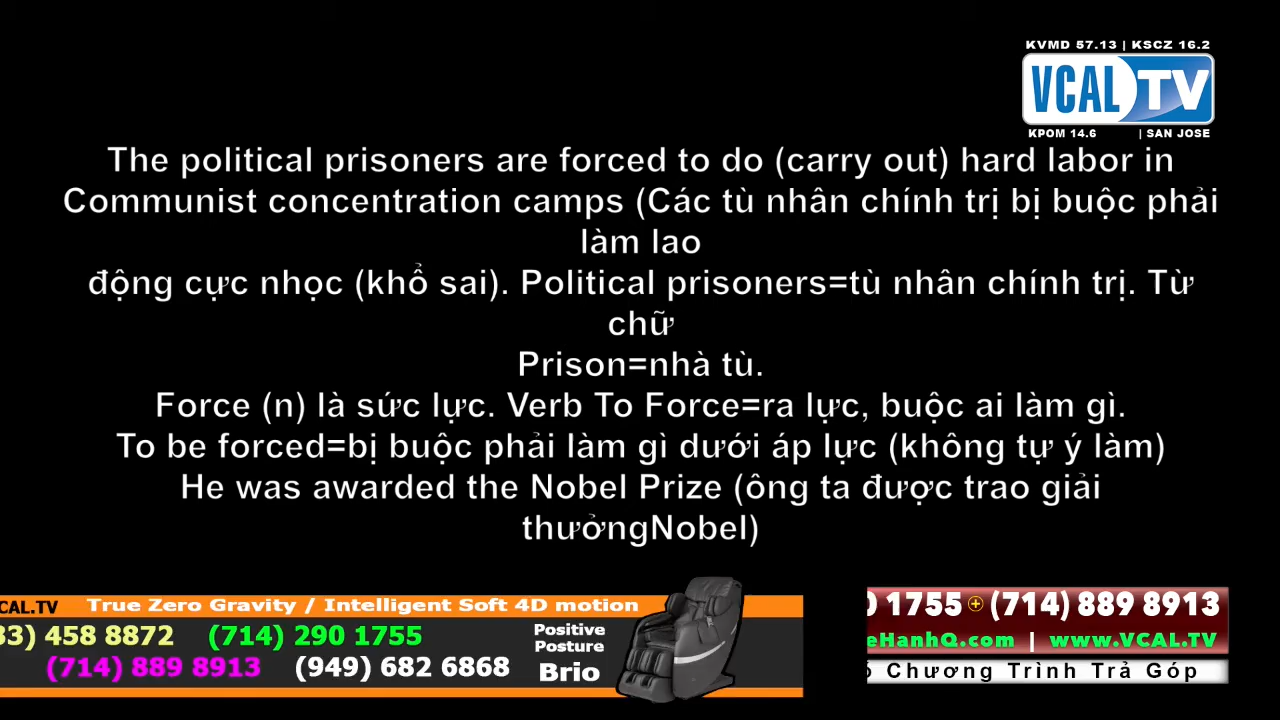 KVMD 57.13 | KSCZ 16.2
VCAL TV
KPOM 14.6 | SAN JOSE
The political prisoners are forced to do (carry out) hard labor in
Communist concentration camps (Các tù nhân chính trị bị buộc phải
làm lao
động cực nhọc (khổ sai). Political prisoners=tù nhân chính trị. Từ
chữ
Prison=nhà tù.
Force (n) là sức lực. Verb To Force=ra lực, buộc ai làm gì.
To be forced=bị buộc phải làm gì dưới áp lực (không tự ý làm)
He was awarded the Nobel Prize (ông ta được trao giải
thưởngNobel)
CAL.TV True Zero Gravity / Intelligent Soft 4D motion
33) 458 8872 (714) 290 1755
(714) 889 8913 (949) 682 6868
Positive
Posture
Brio
0 1755 + (714) 889 8913
eHanhQ.com | www.VCAL.TV
Chương Trình Trả Góp